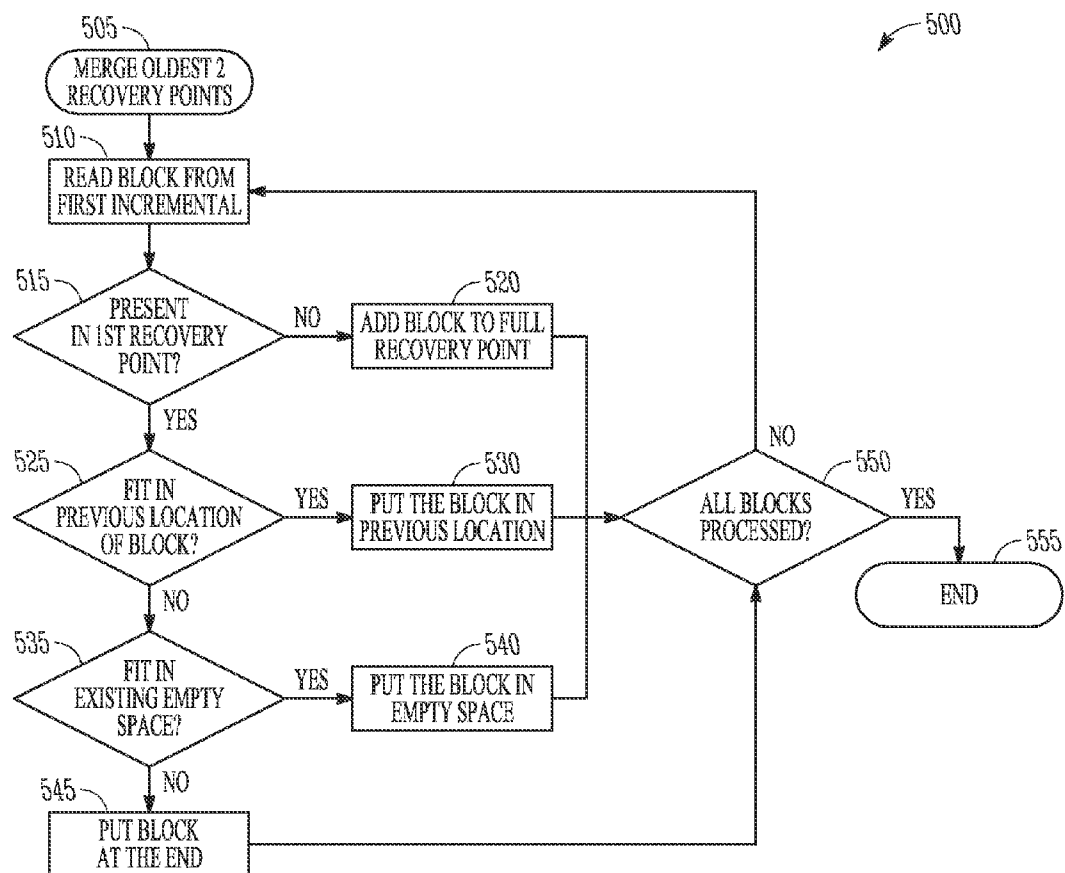 500
505
MERGE OLDEST 2
RECOVERY POINTS
510
READ BLOCK FROM
FIRST INCREMENTAL
515
PRESENT
IN 1ST RECOVERY
POINT?
NO
520
ADD BLOCK TO FULL
RECOVERY POINT
YES
525
FIT IN
PREVIOUS LOCATION
OF BLOCK?
YES
530
PUT THE BLOCK IN
PREVIOUS LOCATION
NO
550
ALL BLOCKS
PROCESSED?
YES
555
END
NO
535
FIT IN
EXISTING EMPTY
SPACE?
YES
540
PUT THE BLOCK IN
EMPTY SPACE
NO
545
PUT BLOCK
AT THE END